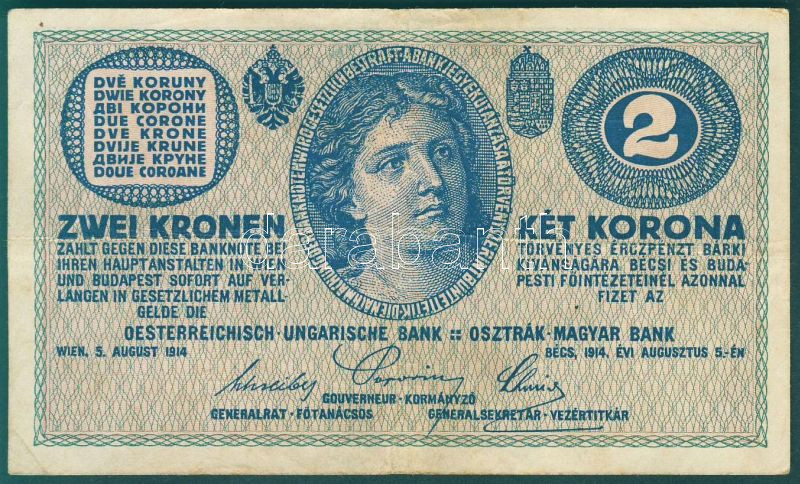 DVĚ KORUNY
DWIE KORONY
ДВІ КОРОНИ
DUE CORONE
DVE KRONE
DVIJE KRUNE
ДВИЈЕ КРУНЕ
DOUE COROANE
2
ZWEI KRONEN
ZAHLT GEGEN DIESE BANKNOTE BEI
IHREN HAUPTANSTALTEN IN WIEN
UND BUDAPEST SOFORT AUF VER-
LANGEN IN GESETZLICHEM METALL-
GELDE DIE
KÉT KORONA
TÖRVÉNYES ÉRCZPÉNZT BÁRKI
KIVÁNSÁGÁRA BÉCSI ÉS BUDA-
PESTI FŐINTÉZETEINÉL AZONNAL
FIZET AZ
OESTERREICHISCH-UNGARISCHE BANK :: OSZTRÁK-MAGYAR BANK
WIEN, 5. AUGUST 1914
BÉCS, 1914. ÉVI AUGUSZTUS 5.-ÉN
GOUVERNEUR · KORMÁNYZÓ
GENERALRAT · FŐTANÁCSOS
GENERALSEKRETÄR · VEZÉRTITKÁR
darabanth